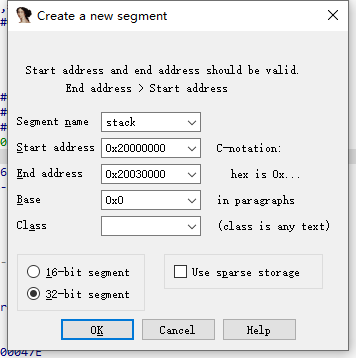 Create a new segment
Start address and end address should be valid.
End address > Start address
Segment name stack
Start address 0x20000000 C-notation:
End address 0x20030000 hex is 0x...
Base 0x0 in paragraphs
Class (class is any text)
16-bit segment Use sparse storage
32-bit segment
OK Cancel Help
00047E